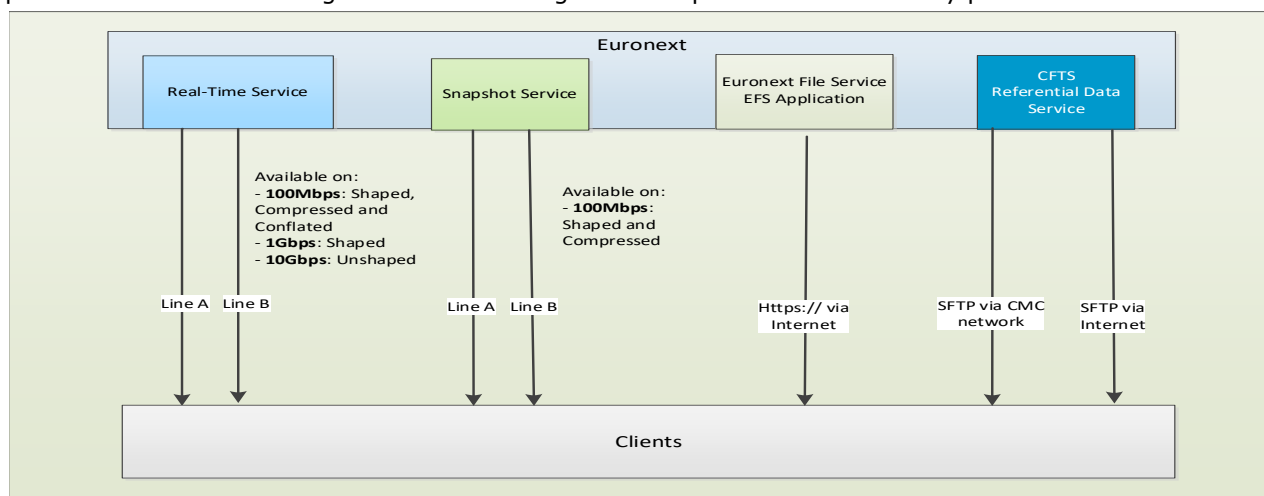 Euronext
Real-Time Service
Snapshot Service
Euronext File Service
EFS Application
CFTS
Referential Data
Service
Available on:
- 100Mbps: Shaped,
Compressed and
Conflated
- 1Gbps: Shaped
- 10Gbps: Unshaped
Available on:
- 100Mbps:
Shaped and
Compressed
Line A
Line B
Line A
Line B
Https:// via
Internet
SFTP via CMC
network
SFTP via
Internet
Clients